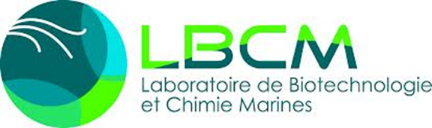 LBCM
Laboratoire de Biotechnologie
et Chimie Marines